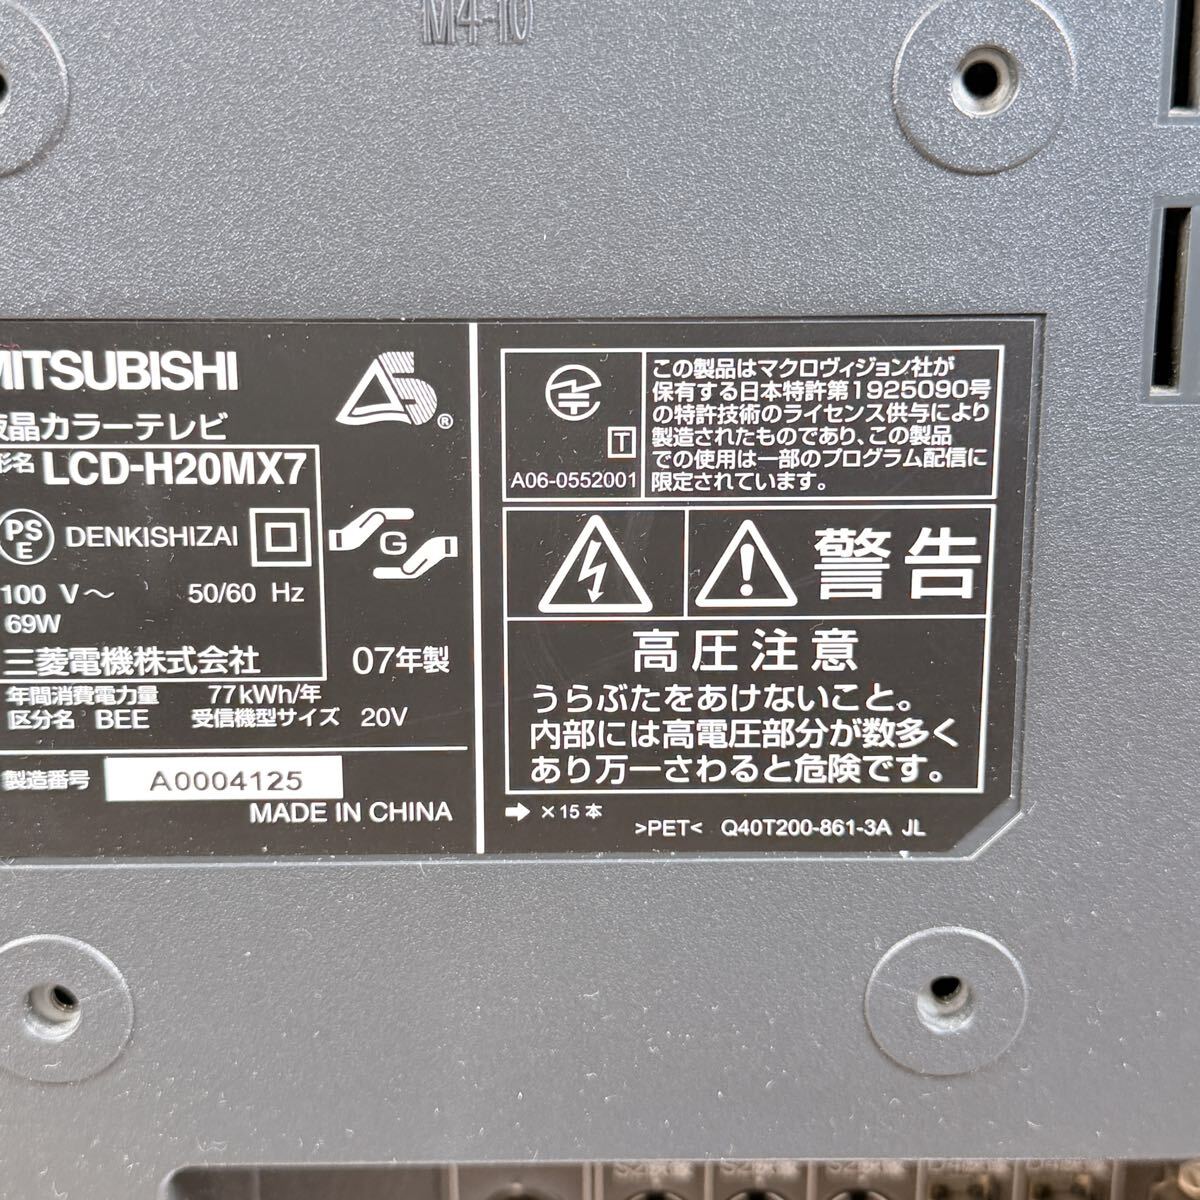 M4-10
MITSUBISHI
液晶カラーテレビ
形名 LCD-H20MX7
PS
E
DENKISHIZAI
G
100 V～ 50/60 Hz
69W
三菱電機株式会社 07年製
年間消費電力量 77kWh/年
区分名 BEE 受信機型サイズ 20V
製造番号 A0004125
MADE IN CHINA
T
A06-0552001
この製品はマクロヴィジョン社が
保有する日本特許第1925090号
の特許技術のライセンス供与により
製造されたものであり、この製品
での使用は一部のプログラム配信に
限定されています。
警告
高圧注意
うらぶたをあけないこと。
内部には高電圧部分が数多く
あり万一さわると危険です。
➡ ×15本
>PET< Q40T200-861-3A JL